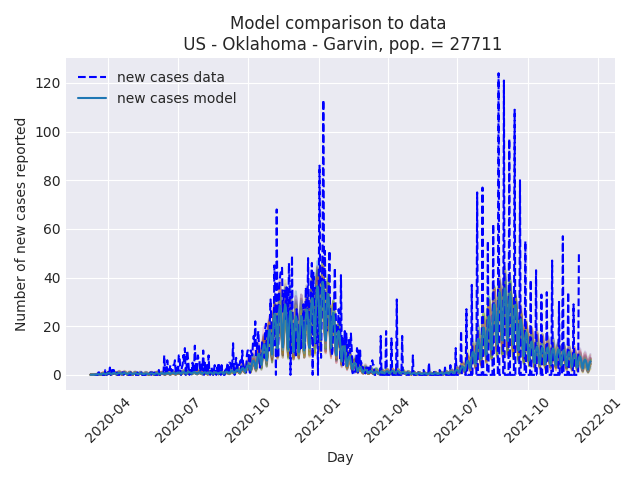 Model comparison to data
US - Oklahoma - Garvin, pop. = 27711
new cases data
new cases model
Number of new cases reported
120
100
80
60
40
20
0
2020-04
2020-07
2020-10
2021-01
2021-04
2021-07
2021-10
2022-01
Day